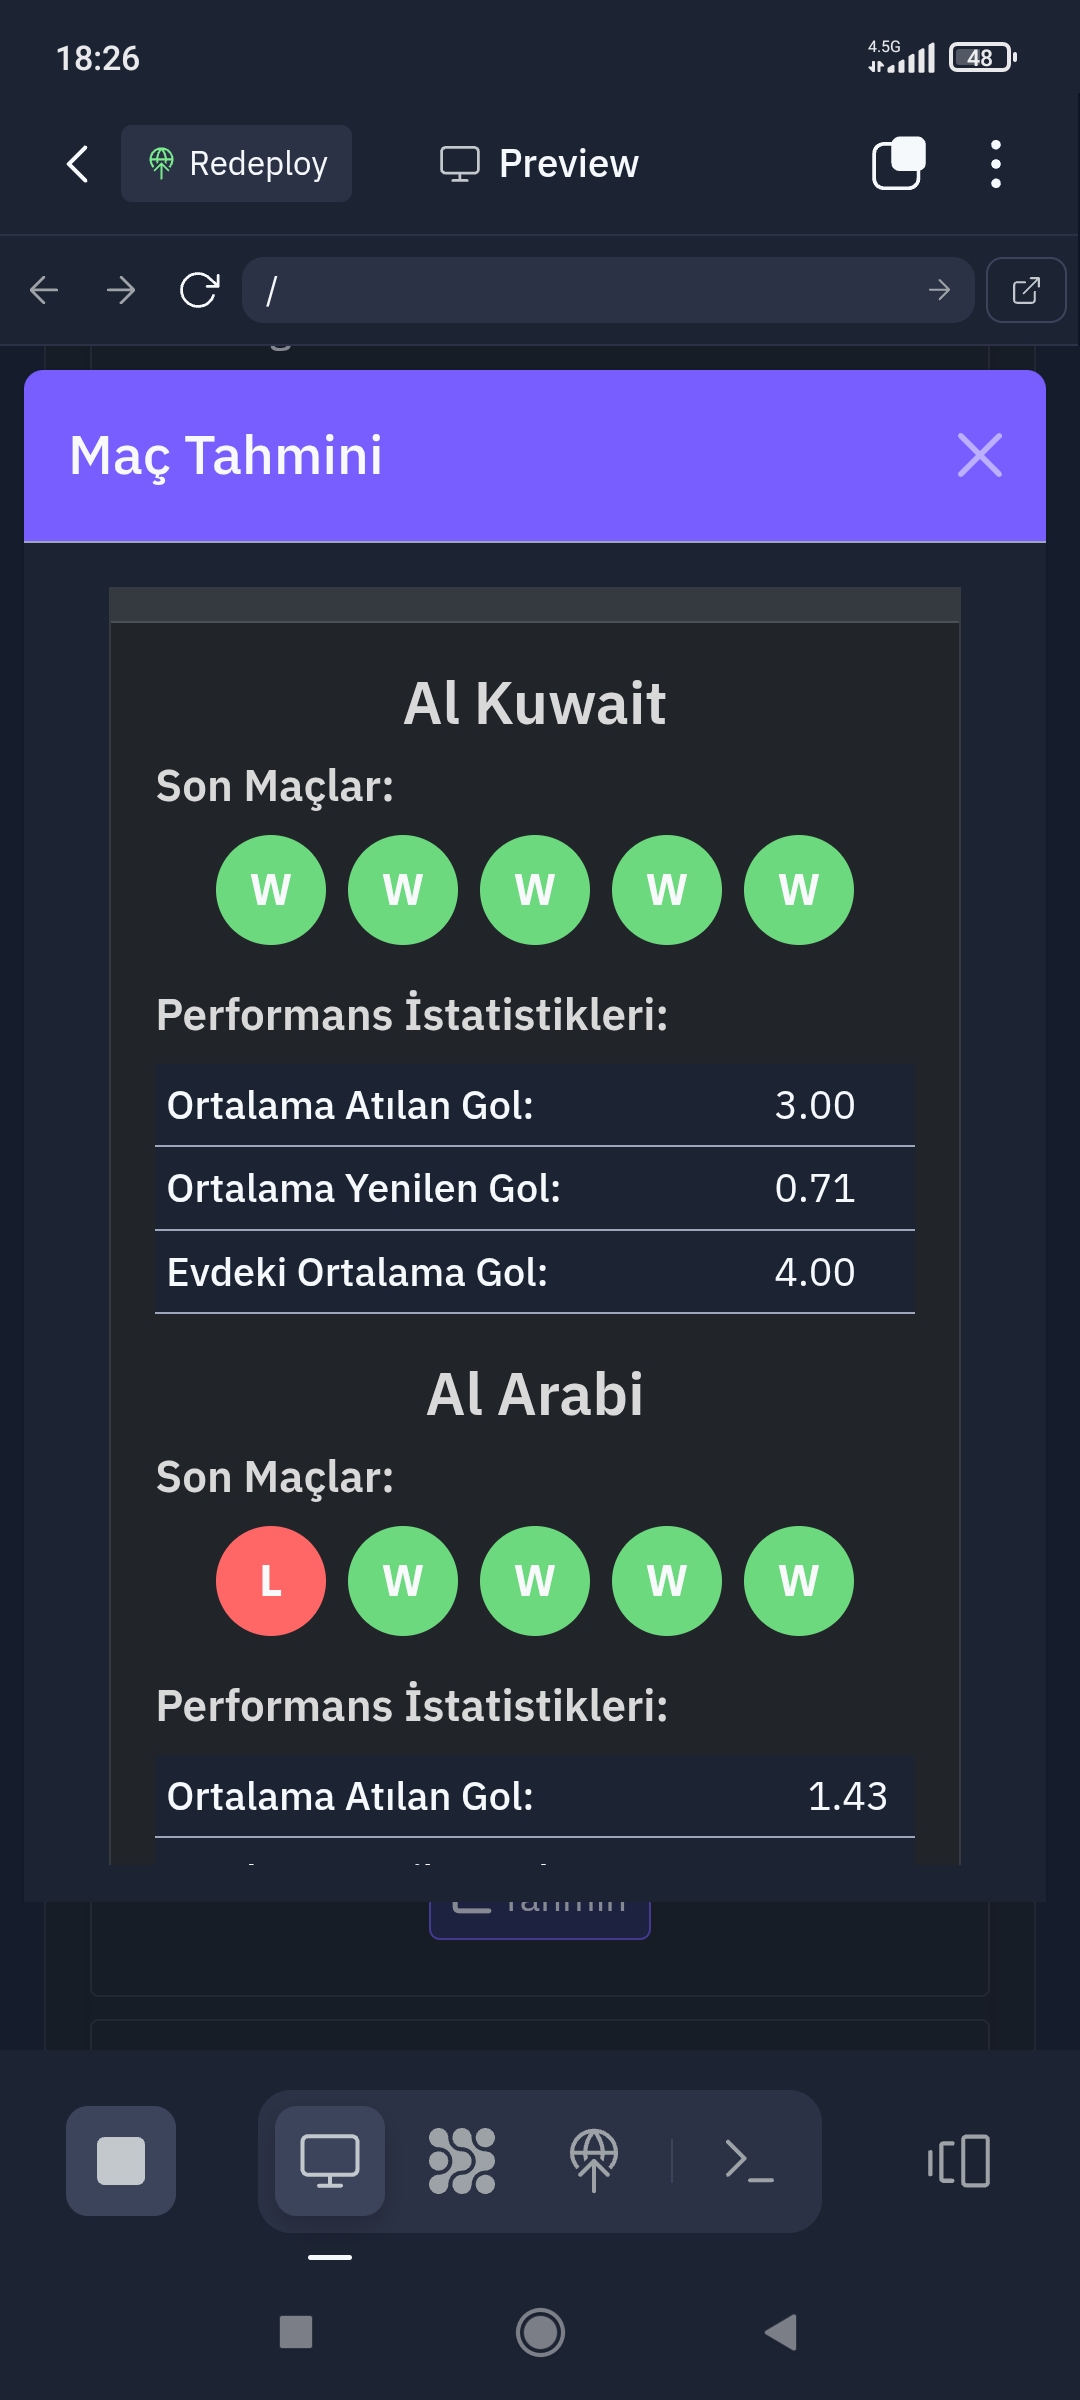 18:26
4.5G
48
Redeploy
Preview
/
Maç Tahmini
Al Kuwait
Son Maçlar:
W W W W W
Performans İstatistikleri:
Ortalama Atılan Gol: 3.00
Ortalama Yenilen Gol: 0.71
Evdeki Ortalama Gol: 4.00
Al Arabi
Son Maçlar:
L W W W W
Performans İstatistikleri:
Ortalama Atılan Gol: 1.43
Tahmin